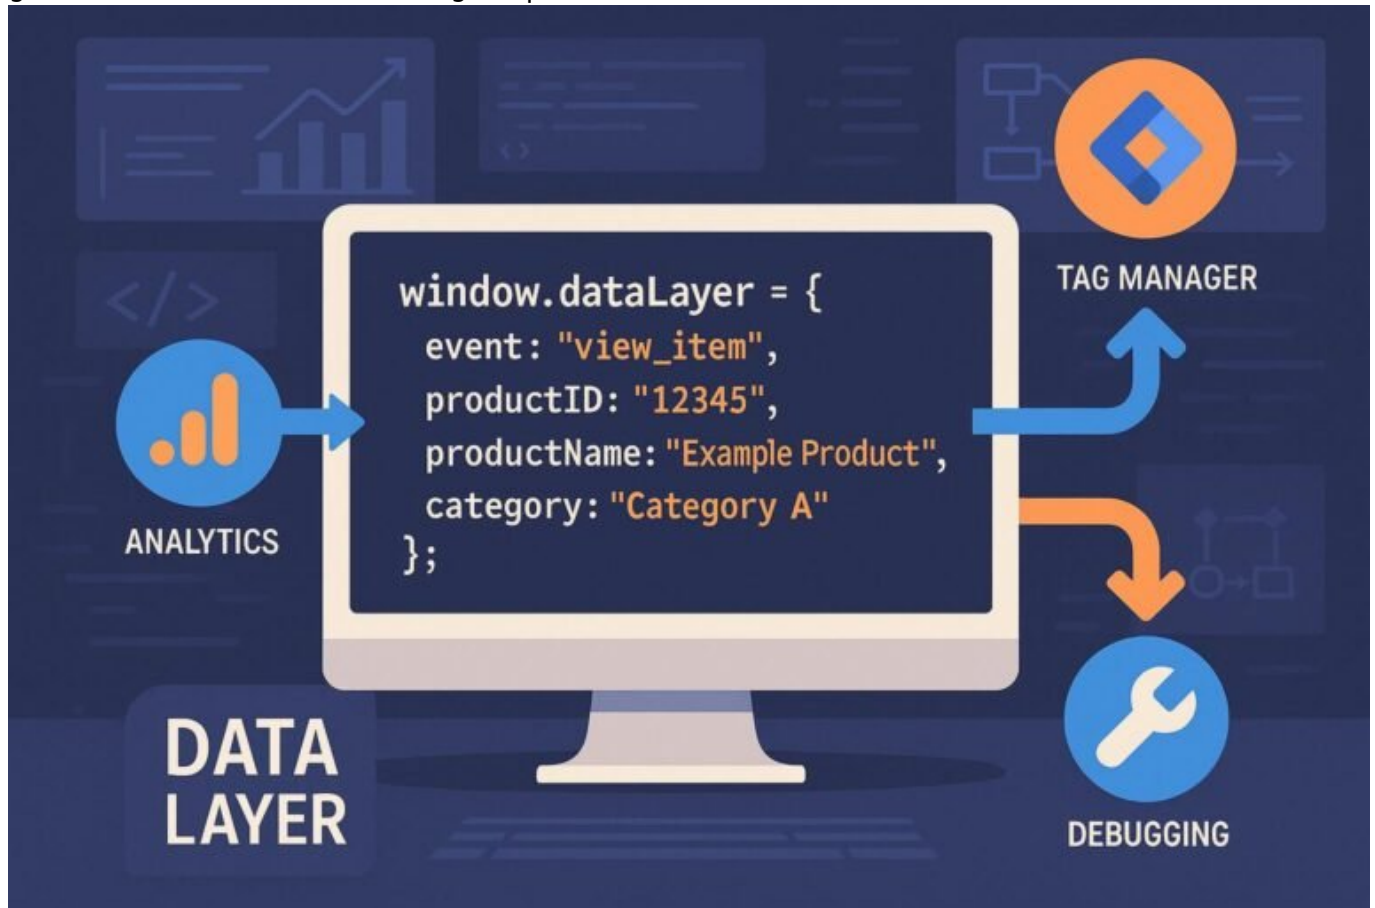 window.dataLayer = {
event: "view_item",
productID: "12345",
productName: "Example Product",
category: "Category A"
};
ANALYTICS
TAG MANAGER
DEBUGGING
DATA
LAYER